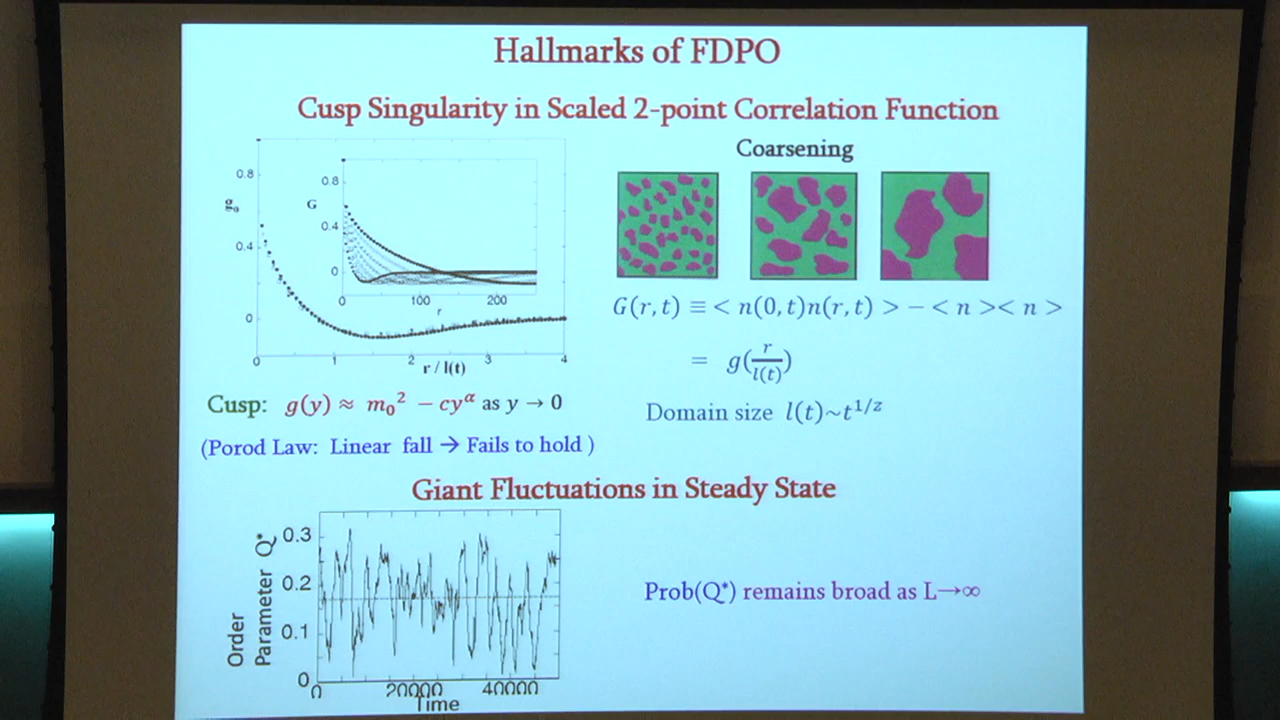 Hallmarks of FDPO
Cusp Singularity in Scaled 2-point Correlation Function
Coarsening
0.8
0.4
0
g₀
0.8
0.4
0
G
0
100
200
r
0
1
2
3
4
r / l(t)
G(r, t) ≡ < n(0, t)n(r, t) > − < n >< n >
= g(r/l(t))
Cusp: g(y) ≈ m₀² − cy^α as y → 0
Domain size l(t)~t^{1/z}
(Porod Law: Linear fall → Fails to hold )
Giant Fluctuations in Steady State
Order
Parameter Q*
0.3
0.2
0.1
0
0
20000
40000
Time
Prob(Q*) remains broad as L→∞